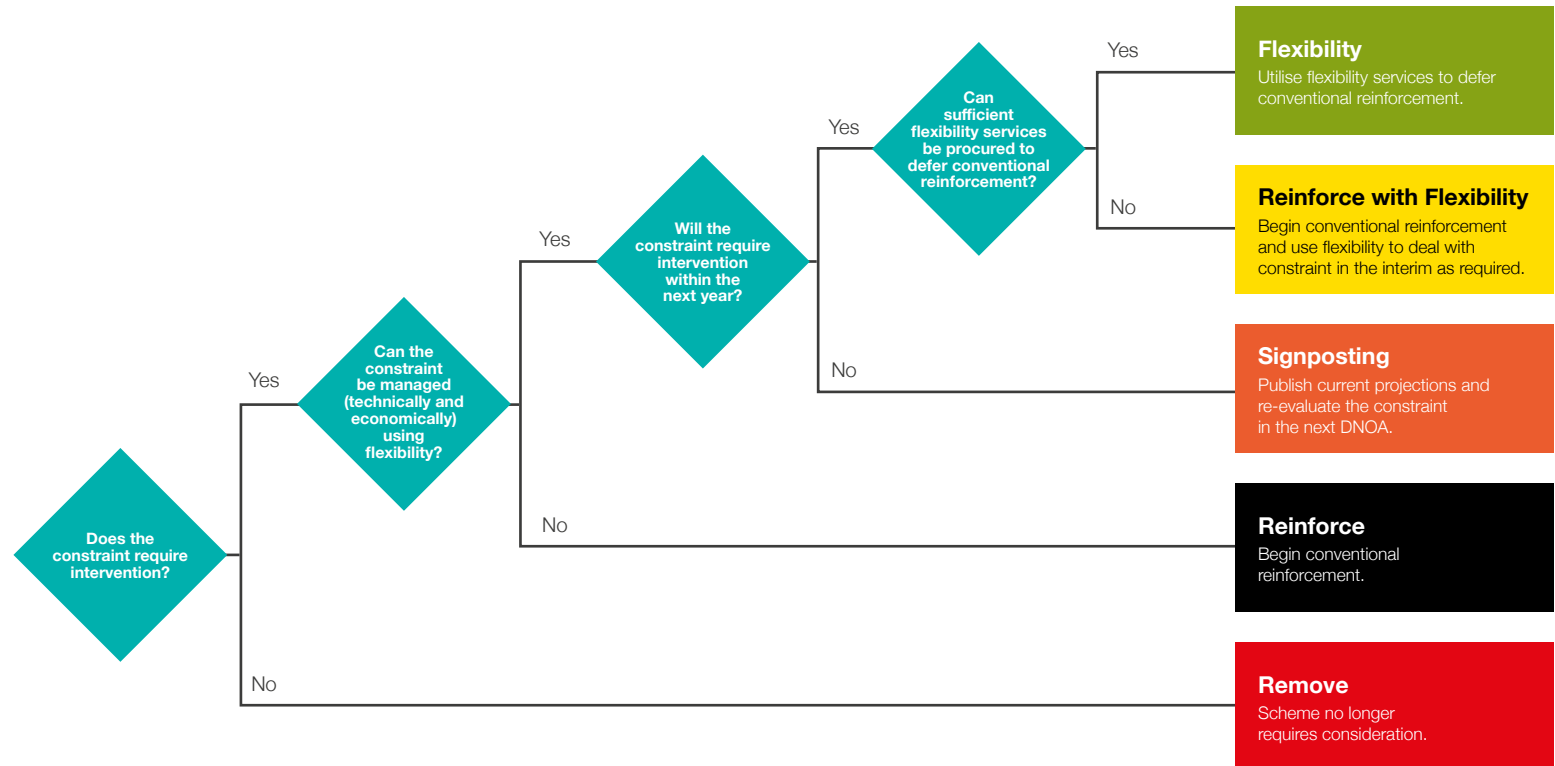 Does the
constraint require
intervention?
Yes
No
Can the
constraint
be managed
(technically and
economically)
using
flexibility?
Yes
No
Will the
constraint require
intervention
within the
next year?
Yes
No
Can
sufficient
flexibility services
be procured to
defer conventional
reinforcement?
Yes
No
Flexibility
Utilise flexibility services to defer
conventional reinforcement.
Reinforce with Flexibility
Begin conventional reinforcement
and use flexibility to deal with
constraint in the interim as required.
Signposting
Publish current projections and
re-evaluate the constraint
in the next DNOA.
Reinforce
Begin conventional
reinforcement.
Remove
Scheme no longer
requires consideration.